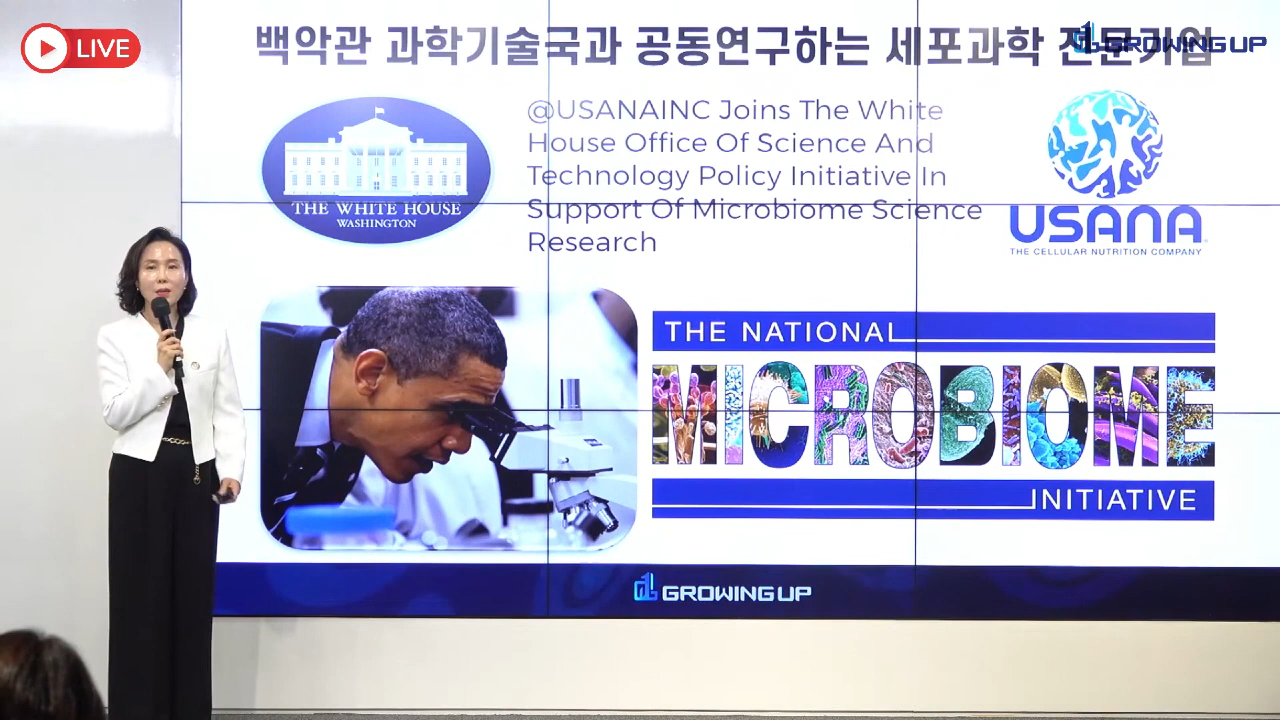 LIVE
백악관 과학기술국과 공동연구하는 세포과학 전문기업
GROWING UP
THE WHITE HOUSE
WASHINGTON
@USANAINC Joins The White
House Office Of Science And
Technology Policy Initiative In
Support Of Microbiome Science
Research
USANA
THE CELLULAR NUTRITION COMPANY
THE NATIONAL
MICROBIOME
INITIATIVE
GROWING UP